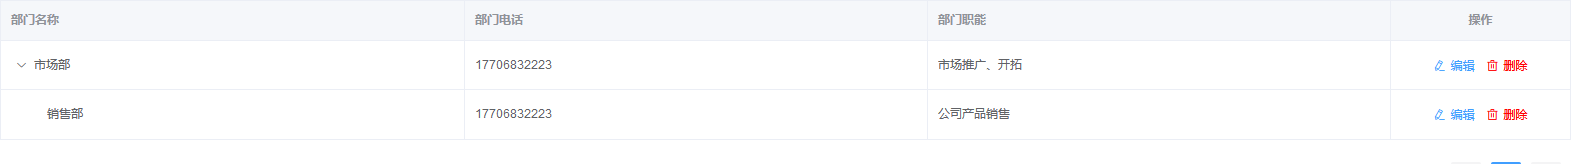 部门名称 部门电话 部门职能 操作
市场部 17706832223 市场推广、开拓 编辑 删除
销售部 17706832223 公司产品销售 编辑 删除